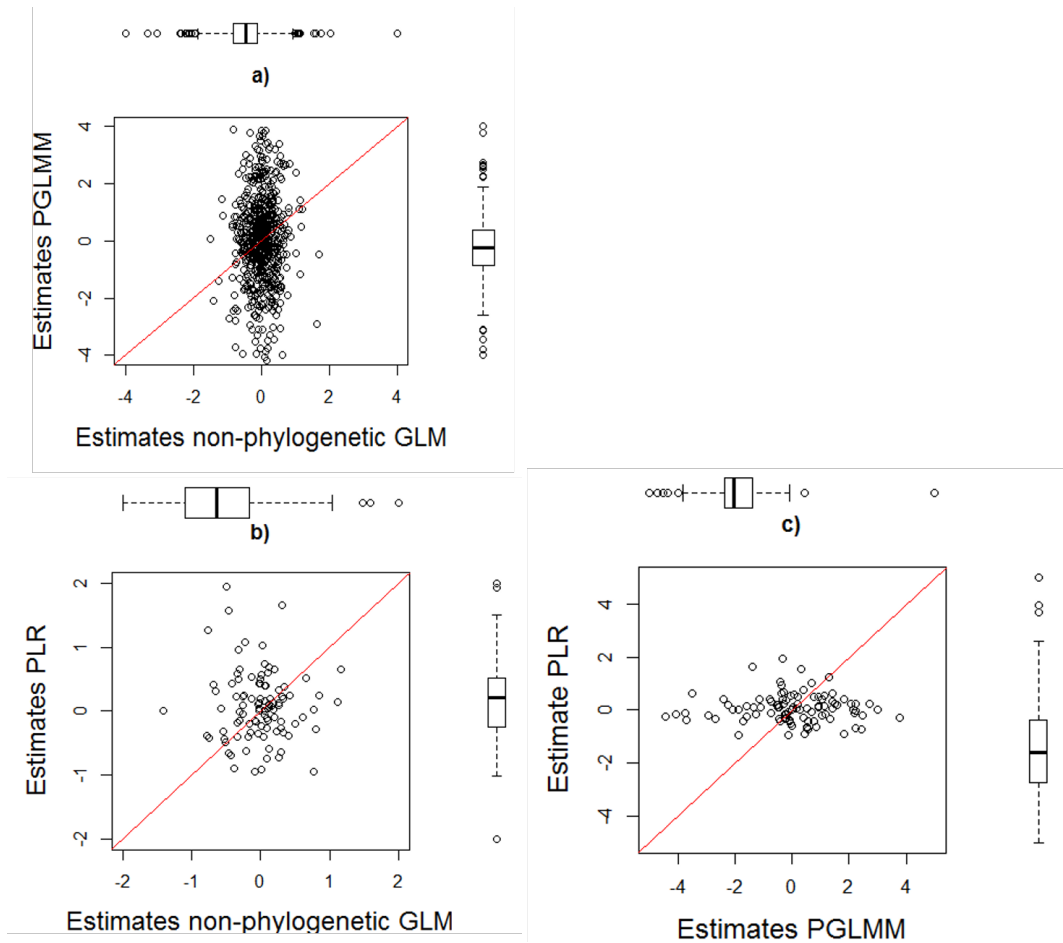 a)
Estimates PGLMM
4
2
0
-2
-4
-4 -2 0 2 4
Estimates non-phylogenetic GLM
b)
Estimates PLR
2
1
0
-1
-2
-2 -1 0 1 2
Estimates non-phylogenetic GLM
c)
Estimate PLR
4
2
0
-2
-4
-4 -2 0 2 4
Estimates PGLMM